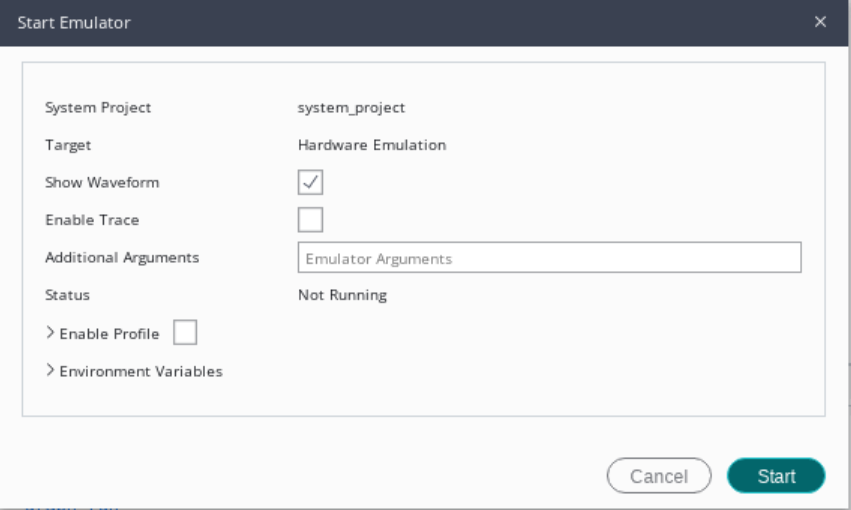 Start Emulator
System Project system_project
Target Hardware Emulation
Show Waveform
Enable Trace
Additional Arguments Emulator Arguments
Status Not Running
Enable Profile
Environment Variables
Cancel Start